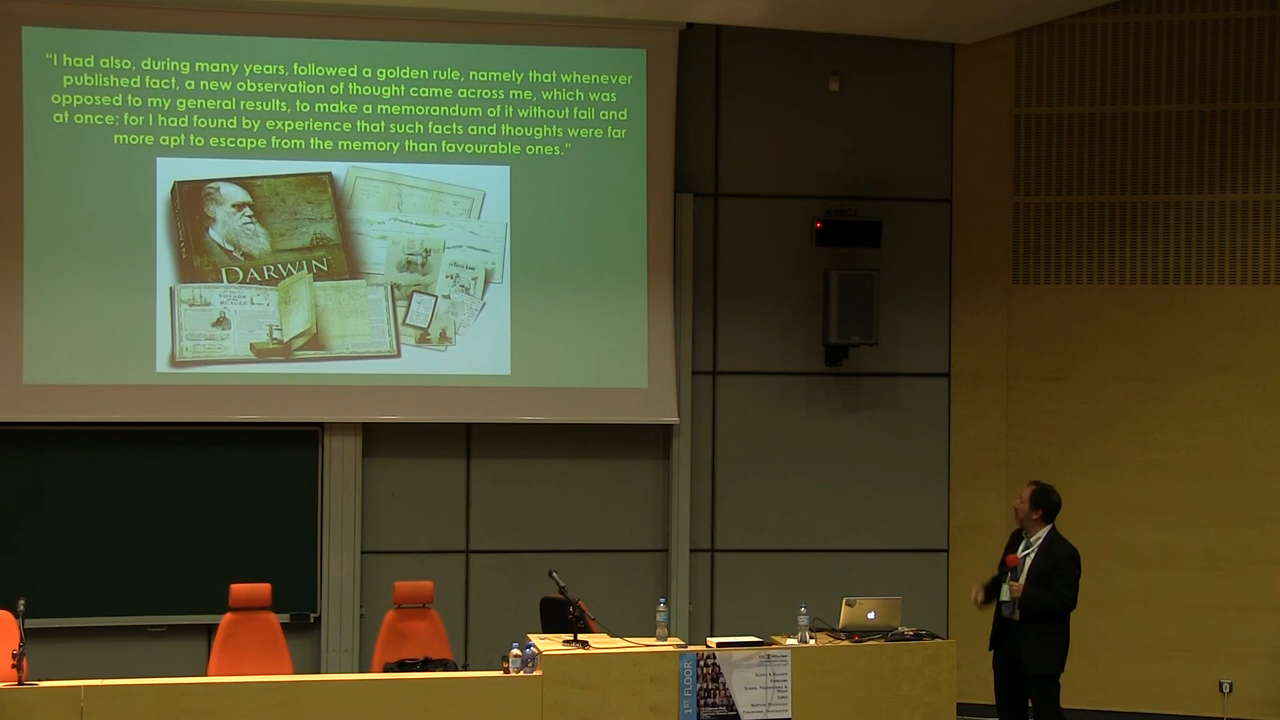 “I had also, during many years, followed a golden rule, namely that whenever
published fact, a new observation of thought came across me, which was
opposed to my general results, to make a memorandum of it without fail and
at once; for I had found by experience that such facts and thoughts were far
more apt to escape from the memory than favourable ones.”
DARWIN
VOYAGE
BEAGLE
1ST FLOOR